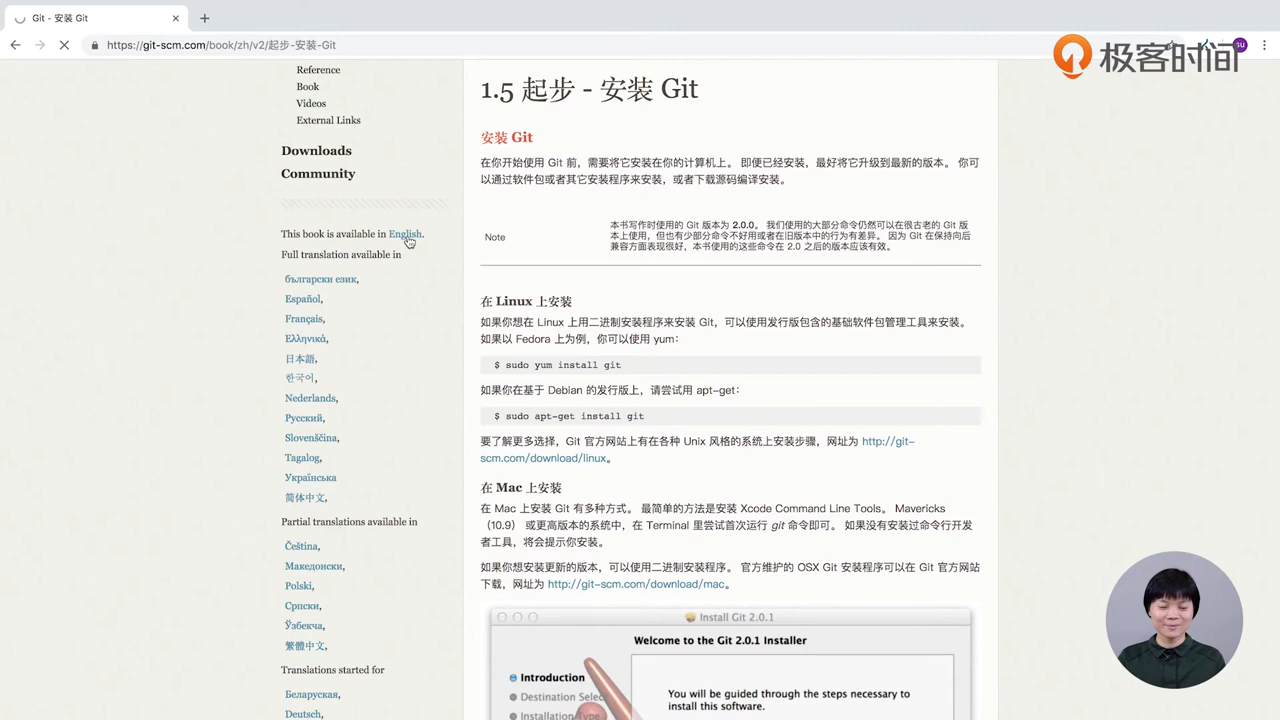 Git - 安装 Git
https://git-scm.com/book/zh/v2/起步-安装-Git
su
极客时间
Reference
Book
Videos
External Links
Downloads
Community
This book is available in English.
Full translation available in
български език,
Español,
Français,
Ελληνικά,
日本語,
한국어,
Nederlands,
Русский,
Slovenščina,
Tagalog,
Українська
简体中文,
Partial translations available in
Čeština,
Македонски,
Polski,
Српски,
Ўзбекча,
繁體中文,
Translations started for
Беларуская,
Deutsch,
1.5 起步 - 安装 Git
安装 Git
在你开始使用 Git 前，需要将它安装在你的计算机上。 即便已经安装，最好将它升级到最新的版本。 你可
以通过软件包或者其它安装程序来安装，或者下载源码编译安装。
Note
本书写作时使用的 Git 版本为 2.0.0。 我们使用的大部分命令仍然可以在很古老的 Git 版
本上使用，但也有少部分命令不好用或者在旧版本中的行为有差异。 因为 Git 在保持向后
兼容方面表现很好，本书使用的这些命令在 2.0 之后的版本应该有效。
在 Linux 上安装
如果你想在 Linux 上用二进制安装程序来安装 Git，可以使用发行版包含的基础软件包管理工具来安装。
如果以 Fedora 上为例，你可以使用 yum：
$ sudo yum install git
如果你在基于 Debian 的发行版上，请尝试用 apt-get：
$ sudo apt-get install git
要了解更多选择，Git 官方网站上有在各种 Unix 风格的系统上安装步骤，网址为 http://git-
scm.com/download/linux。
在 Mac 上安装
在 Mac 上安装 Git 有多种方式。 最简单的方法是安装 Xcode Command Line Tools。 Mavericks
（10.9） 或更高版本的系统中，在 Terminal 里尝试首次运行 git 命令即可。 如果没有安装过命令行开发
者工具，将会提示你安装。
如果你想安装更新的版本，可以使用二进制安装程序。 官方维护的 OSX Git 安装程序可以在 Git 官方网站
下载，网址为 http://git-scm.com/download/mac。
Install Git 2.0.1
Welcome to the Git 2.0.1 Installer
Introduction
Destination Select
Installation Type
You will be guided through the steps necessary to
install this software.